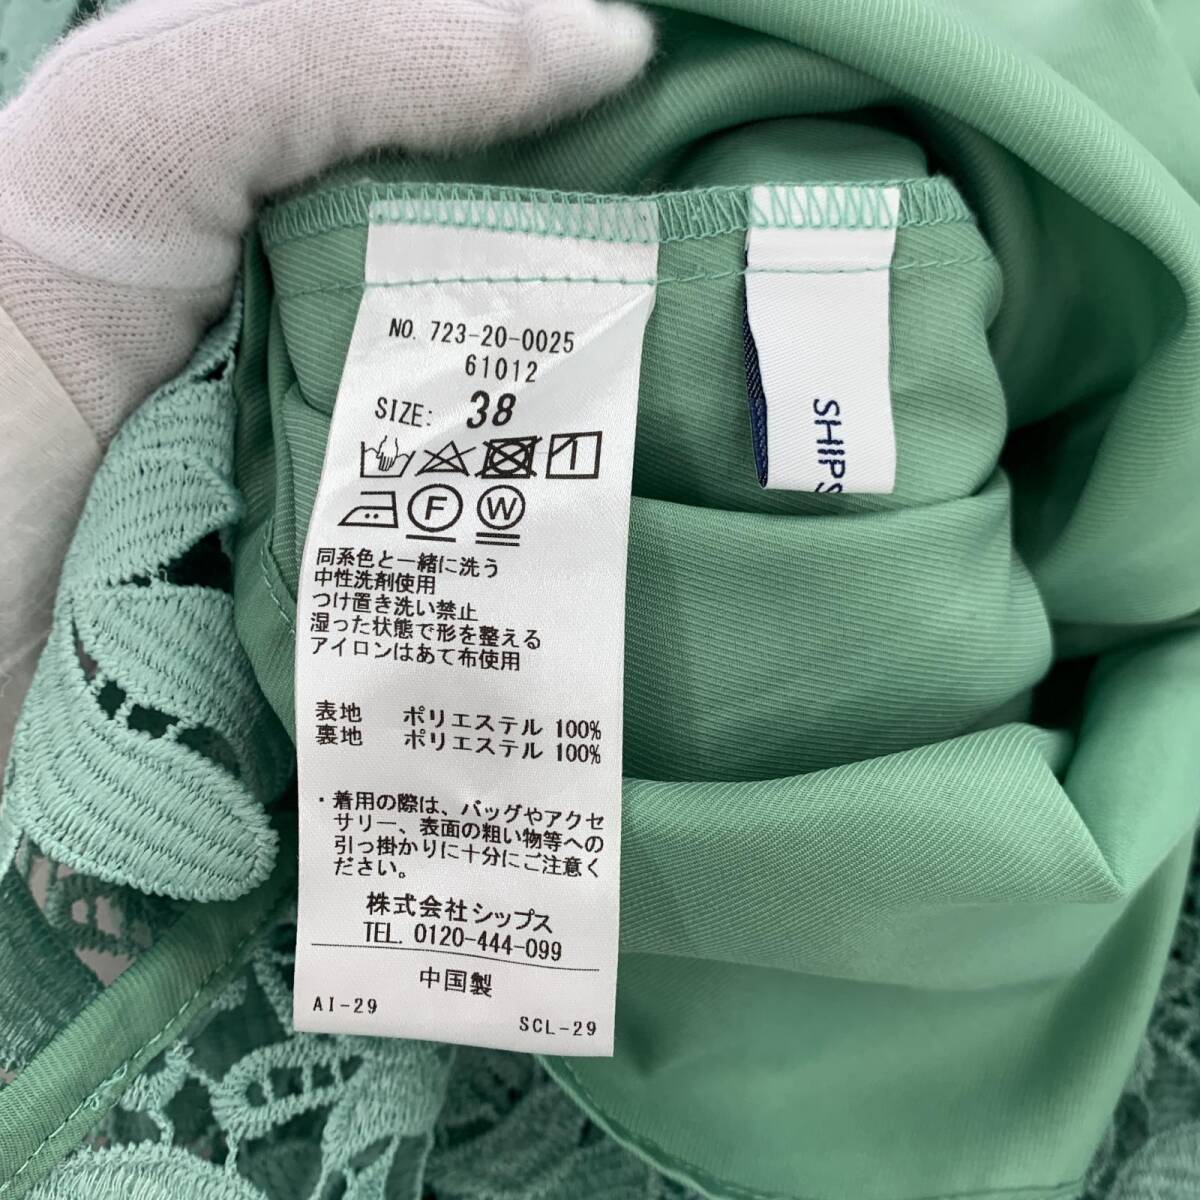 NO. 723-20-0025
61012
SIZE: 38
F W
同系色と一緒に洗う
中性洗剤使用
つけ置き洗い禁止
湿った状態で形を整える
アイロンはあて布使用
表地 ポリエステル 100%
裏地 ポリエステル 100%
・着用の際は、バッグやアクセ
サリー、表面の粗い物等への
引っ掛かりに十分にご注意く
ださい。
株式会社シップス
TEL. 0120-444-099
中国製
AI-29 SCL-29
SHIPS